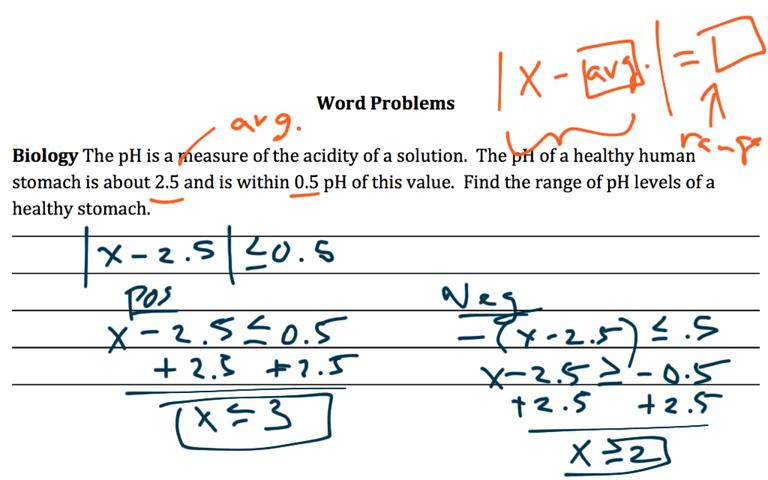 |x - avg.| = □
range
Word Problems
avg.
Biology The pH is a measure of the acidity of a solution. The pH of a healthy human
stomach is about 2.5 and is within 0.5 pH of this value. Find the range of pH levels of a
healthy stomach.
|x - 2.5| ≤ 0.5
Pos
x - 2.5 ≤ 0.5
+ 2.5 + 2.5
x ≤ 3
Neg
-(x - 2.5) ≤ .5
x - 2.5 ≥ -0.5
+2.5 +2.5
x ≥ 2